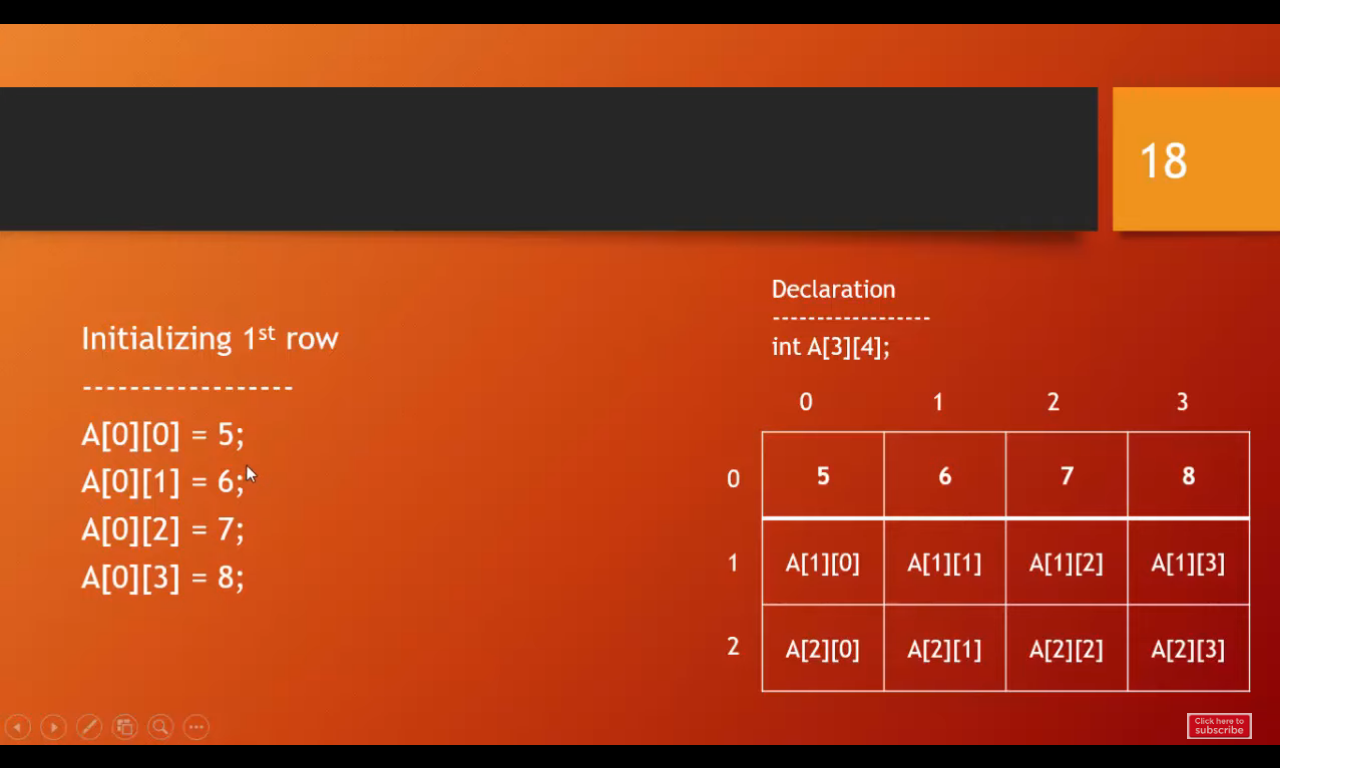 18
Initializing 1st row
------------------
A[0][0] = 5;
A[0][1] = 6;
A[0][2] = 7;
A[0][3] = 8;
Declaration
------------------
int A[3][4];
0 1 2 3
0 5 6 7 8
1 A[1][0] A[1][1] A[1][2] A[1][3]
2 A[2][0] A[2][1] A[2][2] A[2][3]
Click here to
subscribe